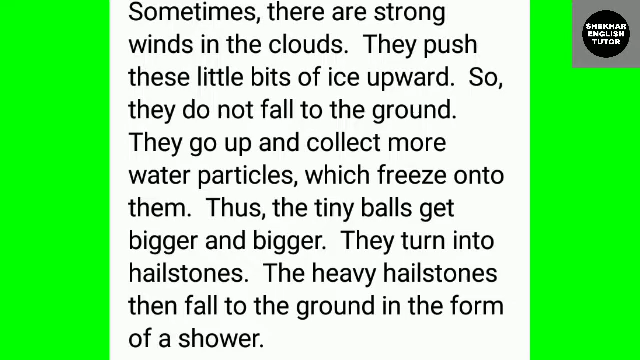 Sometimes, there are strong
winds in the clouds. They push
these little bits of ice upward. So,
they do not fall to the ground.
They go up and collect more
water particles, which freeze onto
them. Thus, the tiny balls get
bigger and bigger. They turn into
hailstones. The heavy hailstones
then fall to the ground in the form
of a shower.
SHEKHAR
ENGLISH
TUTOR